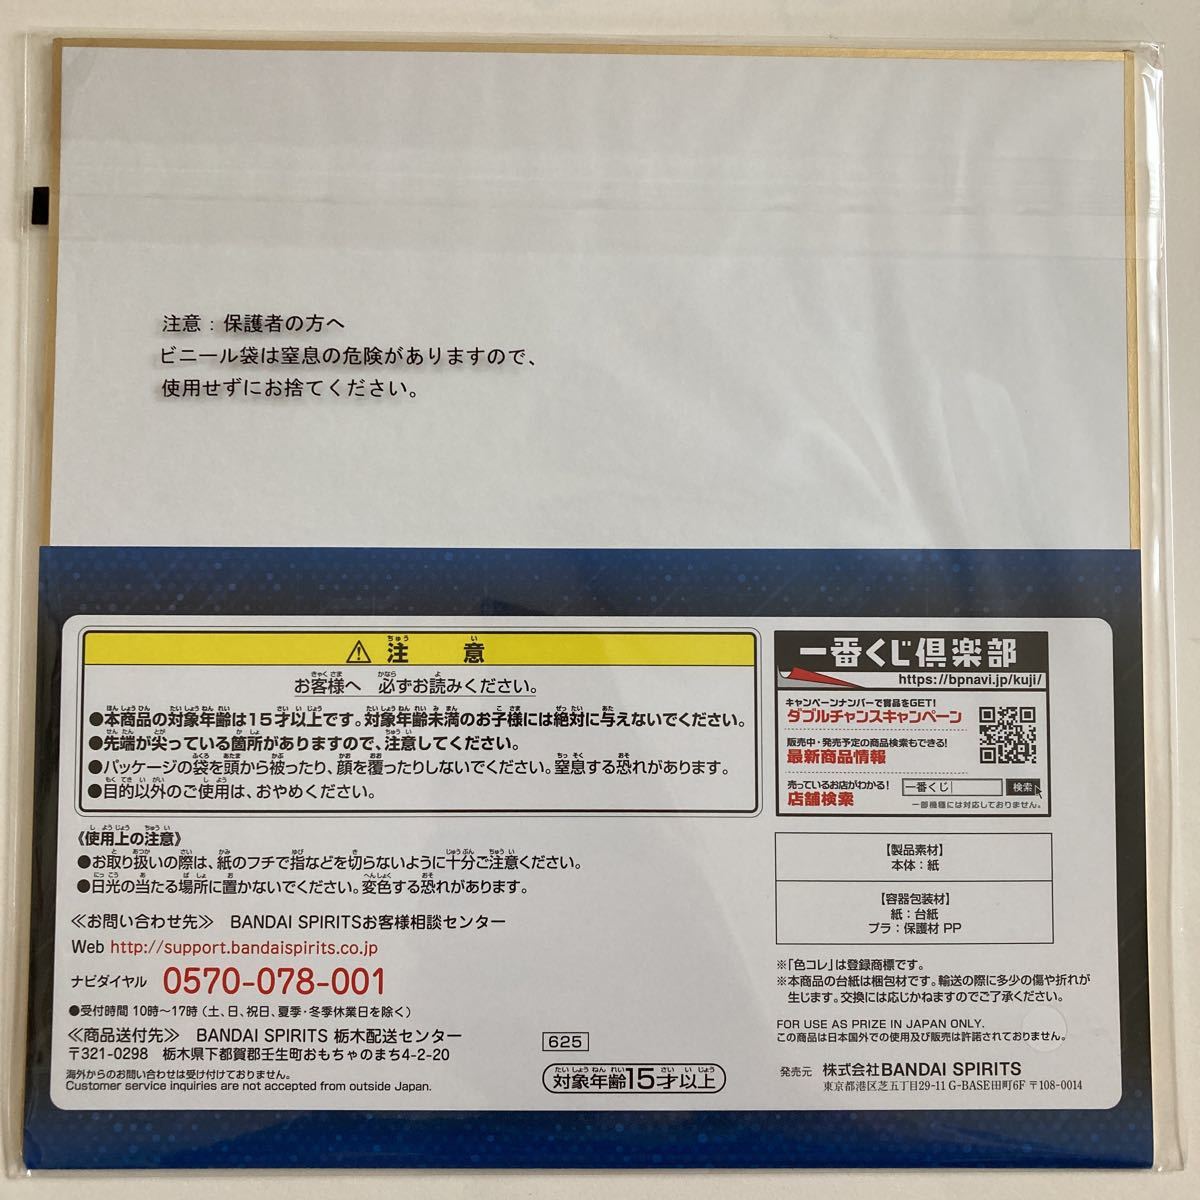 注意：保護者の方へ
ビニール袋は窒息の危険がありますので、
使用せずにお捨てください。
⚠注意
お客様へ 必ずお読みください。
●本商品の対象年齢は15才以上です。対象年齢未満のお子様には絶対に与えないでください。
●先端が尖っている箇所がありますので、注意してください。
●パッケージの袋を頭から被ったり、顔を覆ったりしないでください。窒息する恐れがあります。
●目的以外のご使用は、おやめください。
《使用上の注意》
●お取り扱いの際は、紙のフチで指などを切らないように十分ご注意ください。
●日光の当たる場所に置かないでください。変色する恐れがあります。
≪お問い合わせ先≫ BANDAI SPIRITSお客様相談センター
Web http://support.bandaispirits.co.jp
ナビダイヤル 0570-078-001
●受付時間 10時〜17時（土、日、祝日、夏季・冬季休業日を除く）
≪商品送付先≫ BANDAI SPIRITS 栃木配送センター
〒321-0298 栃木県下都賀郡壬生町おもちゃのまち4-2-20
海外からのお問い合わせは受け付けておりません。
Customer service inquiries are not accepted from outside Japan.
625
対象年齢15才以上
一番くじ倶楽部
https://bpnavi.jp/kuji/
キャンペーンナンバーで賞品をGET!
ダブルチャンスキャンペーン
販売中・発売予定の商品検索もできる!
最新商品情報
売っているお店がわかる!
店舗検索
一番くじ 検索
一部機種には対応しておりません。
【製品素材】
本体：紙
【容器包装材】
紙：台紙
プラ：保護材 PP
※「色コレ」は登録商標です。
※本商品の台紙は梱包材です。輸送の際に多少の傷や折れが
生じます。交換には応じかねますのでご了承ください。
FOR USE AS PRIZE IN JAPAN ONLY.
この商品は日本国外での使用及び販売は許諾されておりません。
発売元 株式会社BANDAI SPIRITS
東京都港区芝五丁目29-11 G-BASE田町6F 〒108-0014